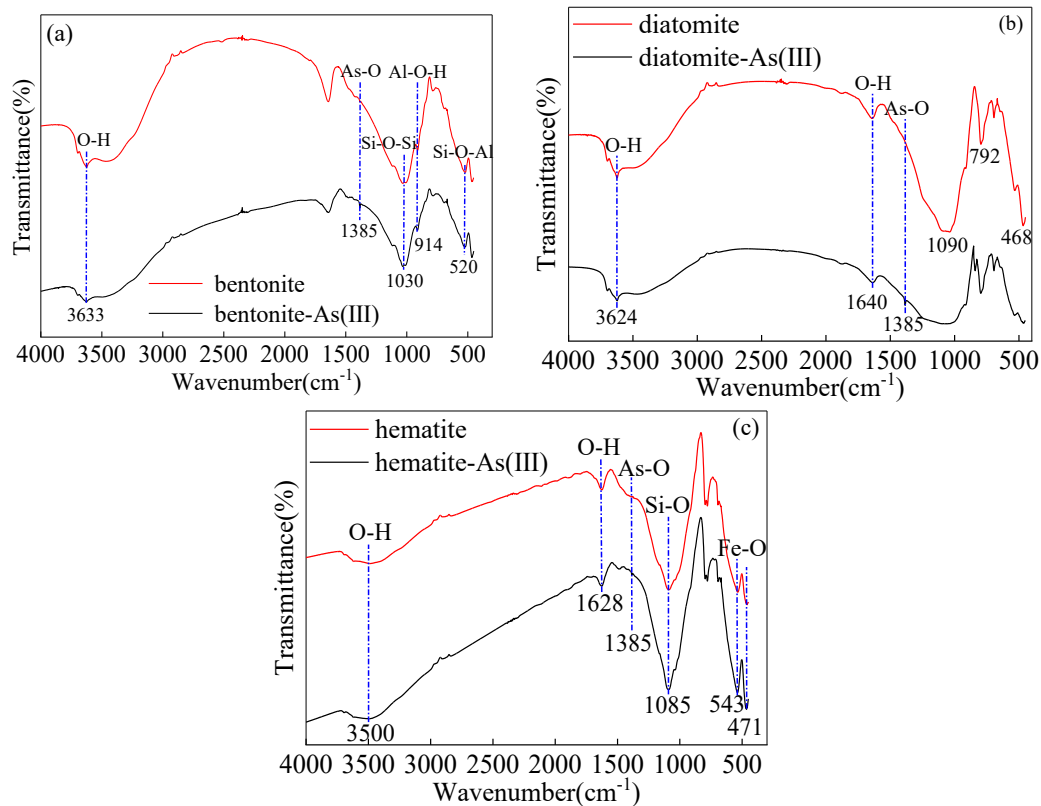 (a)
As-O
Al-O-H
O-H
Si-O-Si
Si-O-Al
1385
914
1030
520
3633
bentonite
bentonite-As(III)
Transmittance(%)
4000 3500 3000 2500 2000 1500 1000 500
Wavenumber(cm-1)
diatomite
diatomite-As(III)
(b)
O-H
As-O
O-H
792
1090
468
1640
1385
3624
Transmittance(%)
4000 3500 3000 2500 2000 1500 1000 500
Wavenumber(cm-1)
hematite
hematite-As(III)
(c)
O-H
As-O
Si-O
O-H
Fe-O
1628
1385
1085
543
471
3500
Transmittance(%)
4000 3500 3000 2500 2000 1500 1000 500
Wavenumber(cm-1)